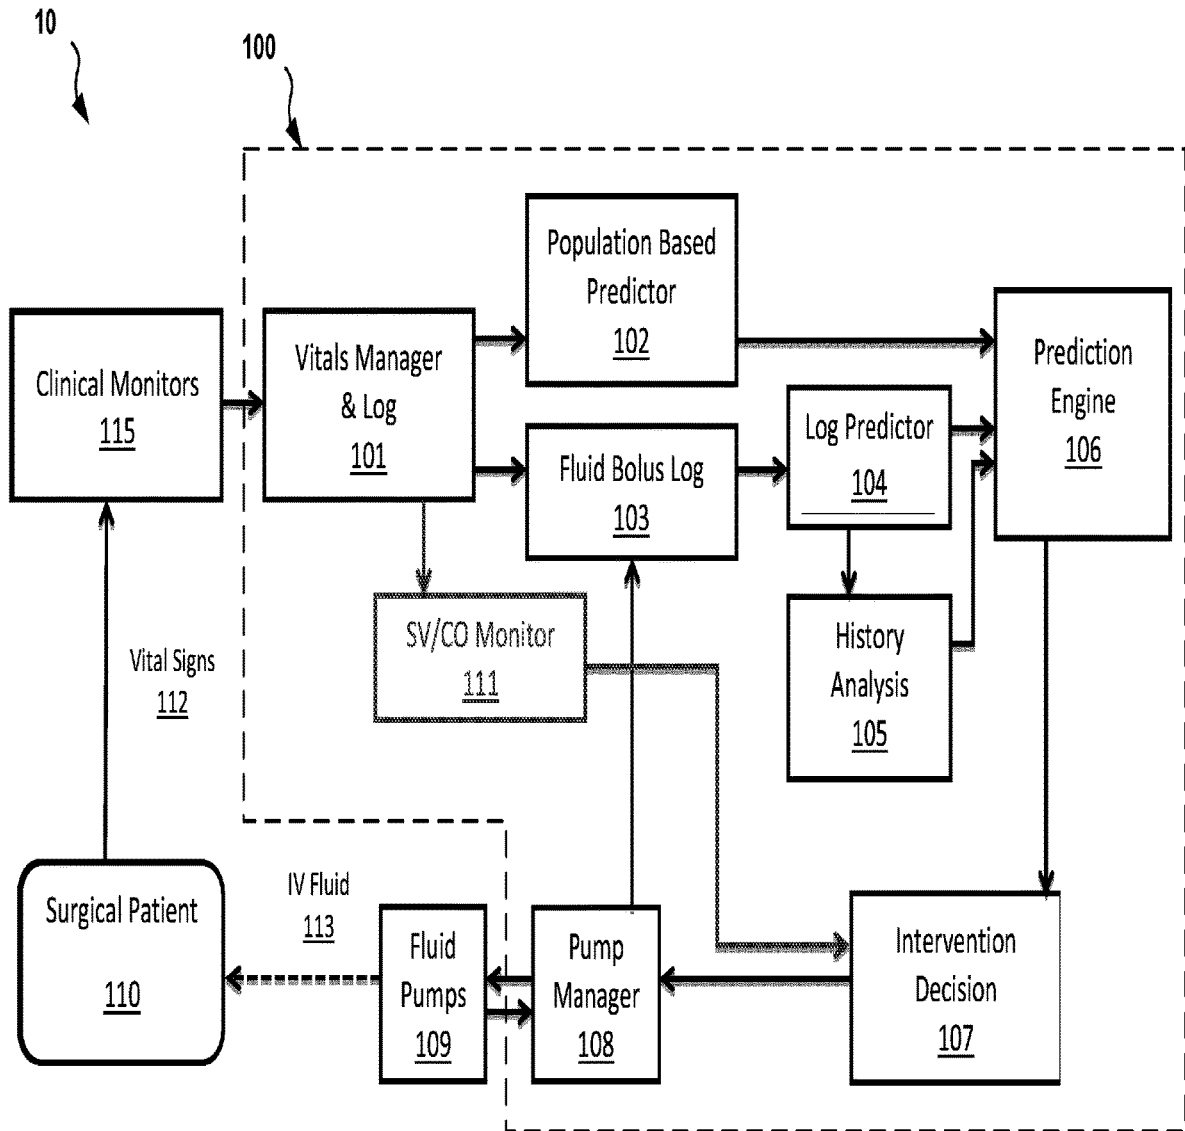 10
100
Population Based
Predictor
102
Clinical Monitors
115
Vitals Manager
& Log
101
Prediction
Engine
106
Log Predictor
104
Fluid Bolus Log
103
SV/CO Monitor
111
History
Analysis
105
Vital Signs
112
Surgical Patient
110
IV Fluid
113
Fluid
Pumps
109
Pump
Manager
108
Intervention
Decision
107